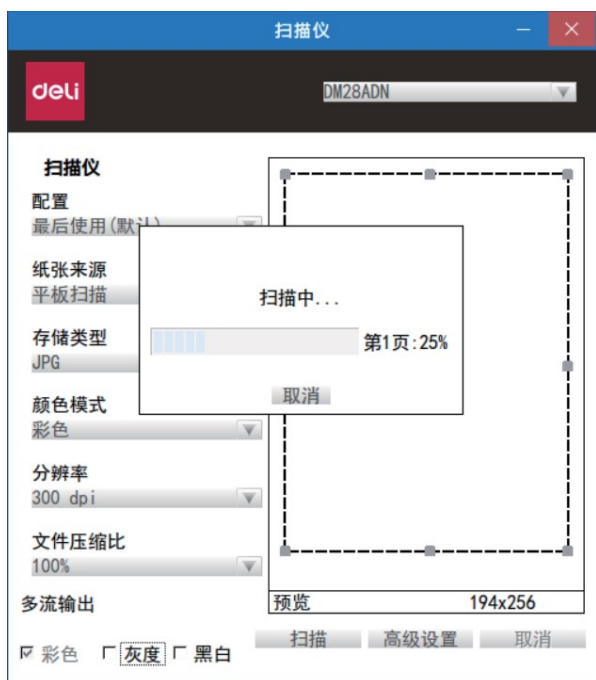 扫描仪
deli
DM28ADN
扫描仪
配置
最后使用(默认)
纸张来源
平板扫描
扫描中...
第1页:25%
取消
存储类型
JPG
颜色模式
彩色
分辨率
300 dpi
文件压缩比
100%
预览 194x256
多流输出
彩色 灰度 黑白
扫描 高级设置 取消